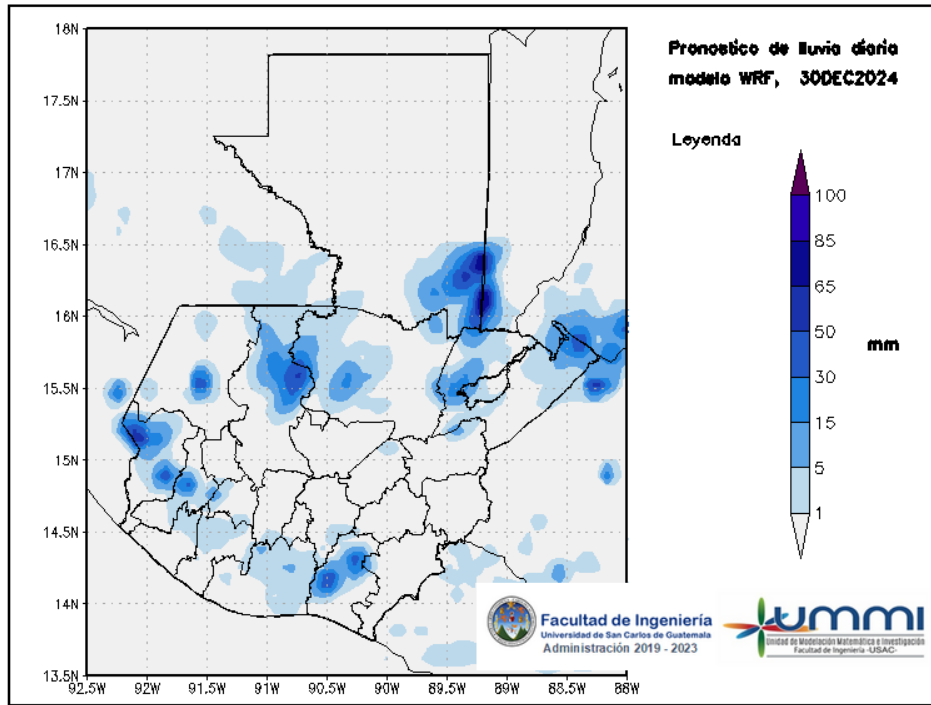 Pronostico de lluvia diaria
modelo WRF, 30DEC2024
Leyenda
100
85
65
50
30
15
5
1
mm
18N
17.5N
17N
16.5N
16N
15.5N
15N
14.5N
14N
13.5N
92.5W
92W
91.5W
91W
90.5W
90W
89.5W
89W
88.5W
88W
Facultad de Ingeniería
Universidad de San Carlos de Guatemala
Administración 2019 - 2023
UMMI
Unidad de Modelación Matemática e Investigación
Facultad de Ingeniería -USAC-